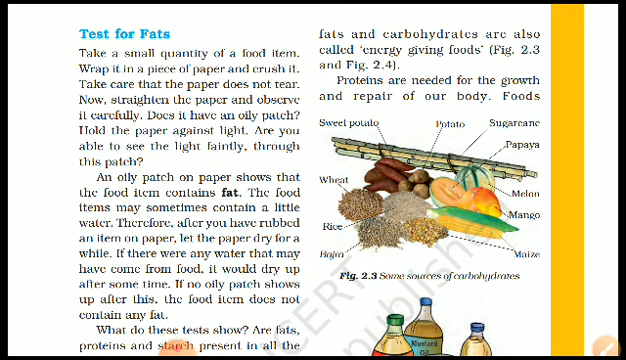 Test for Fats
Take a small quantity of a food item.
Wrap it in a piece of paper and crush it.
Take care that the paper does not tear.
Now, straighten the paper and observe
it carefully. Does it have an oily patch?
Hold the paper against light. Are you
able to see the light faintly, through
this patch?
An oily patch on paper shows that
the food item contains fat. The food
items may sometimes contain a little
water. Therefore, after you have rubbed
an item on paper, let the paper dry for a
while. If there were any water that may
have come from food, it would dry up
after some time. If no oily patch shows
up after this, the food item does not
contain any fat.
What do these tests show? Are fats,
proteins and starch present in all the
fats and carbohydrates are also
called ‘energy giving foods’ (Fig. 2.3
and Fig. 2.4).
Proteins are needed for the growth
and repair of our body. Foods
Sweet potato
Potato
Sugarcane
Papaya
Wheat
Melon
Mango
Rice
Bajra
Maize
Fig. 2.3 Some sources of carbohydrates
Mustard
Oil